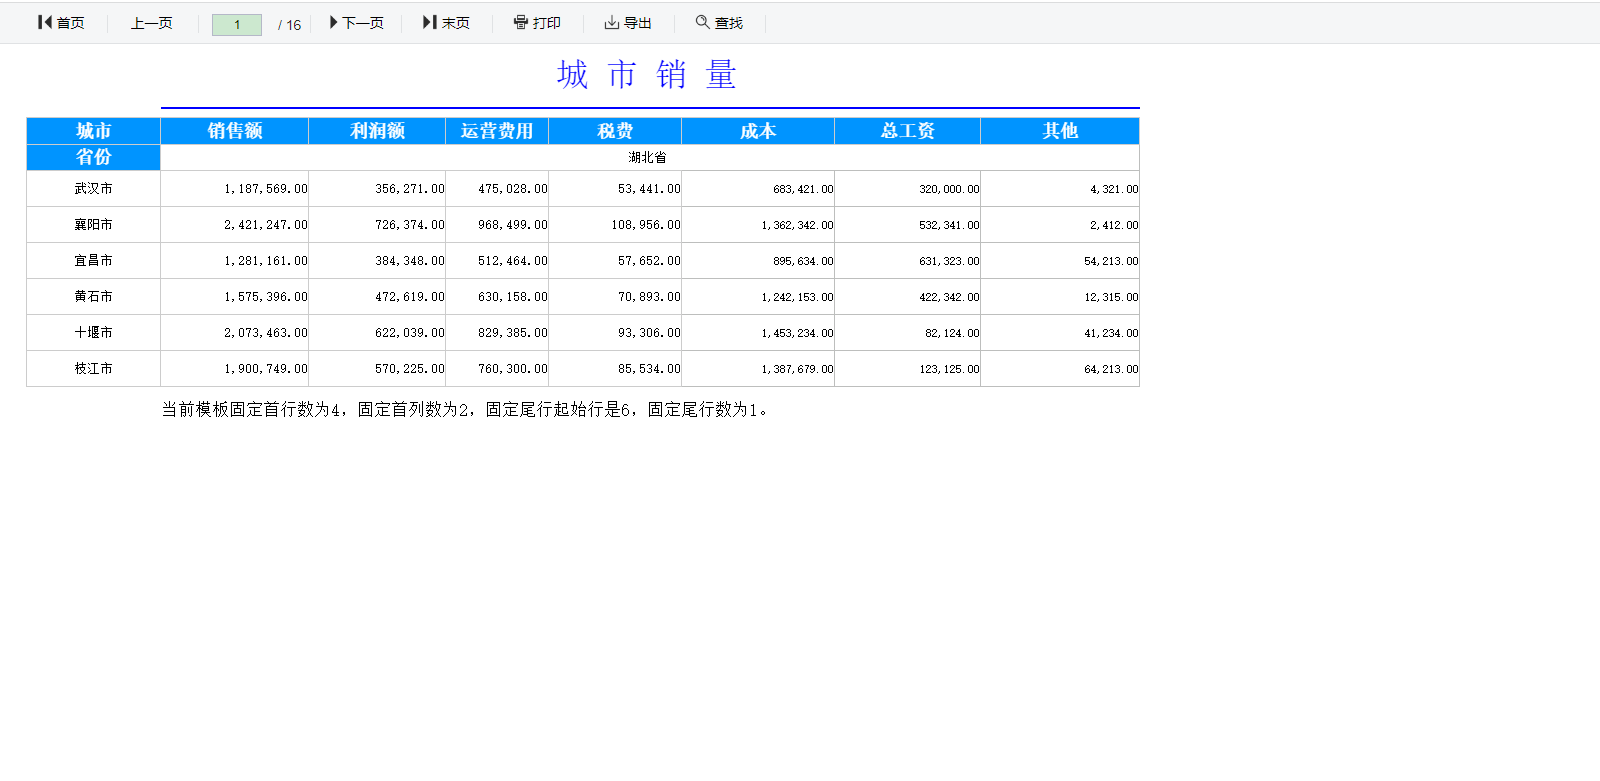 首页 上一页 1 / 16 下一页 末页 打印 导出 查找
城 市 销 量
城市 销售额 利润额 运营费用 税费 成本 总工资 其他
省份 湖北省
武汉市 1,187,569.00 356,271.00 475,028.00 53,441.00 683,421.00 320,000.00 4,321.00
襄阳市 2,421,247.00 726,374.00 968,499.00 108,956.00 1,362,342.00 532,341.00 2,412.00
宜昌市 1,281,161.00 384,348.00 512,464.00 57,652.00 895,634.00 631,323.00 54,213.00
黄石市 1,575,396.00 472,619.00 630,158.00 70,893.00 1,242,153.00 422,342.00 12,315.00
十堰市 2,073,463.00 622,039.00 829,385.00 93,306.00 1,453,234.00 82,124.00 41,234.00
枝江市 1,900,749.00 570,225.00 760,300.00 85,534.00 1,387,679.00 123,125.00 64,213.00
当前模板固定首行数为4，固定首列数为2，固定尾行起始行是6，固定尾行数为1。